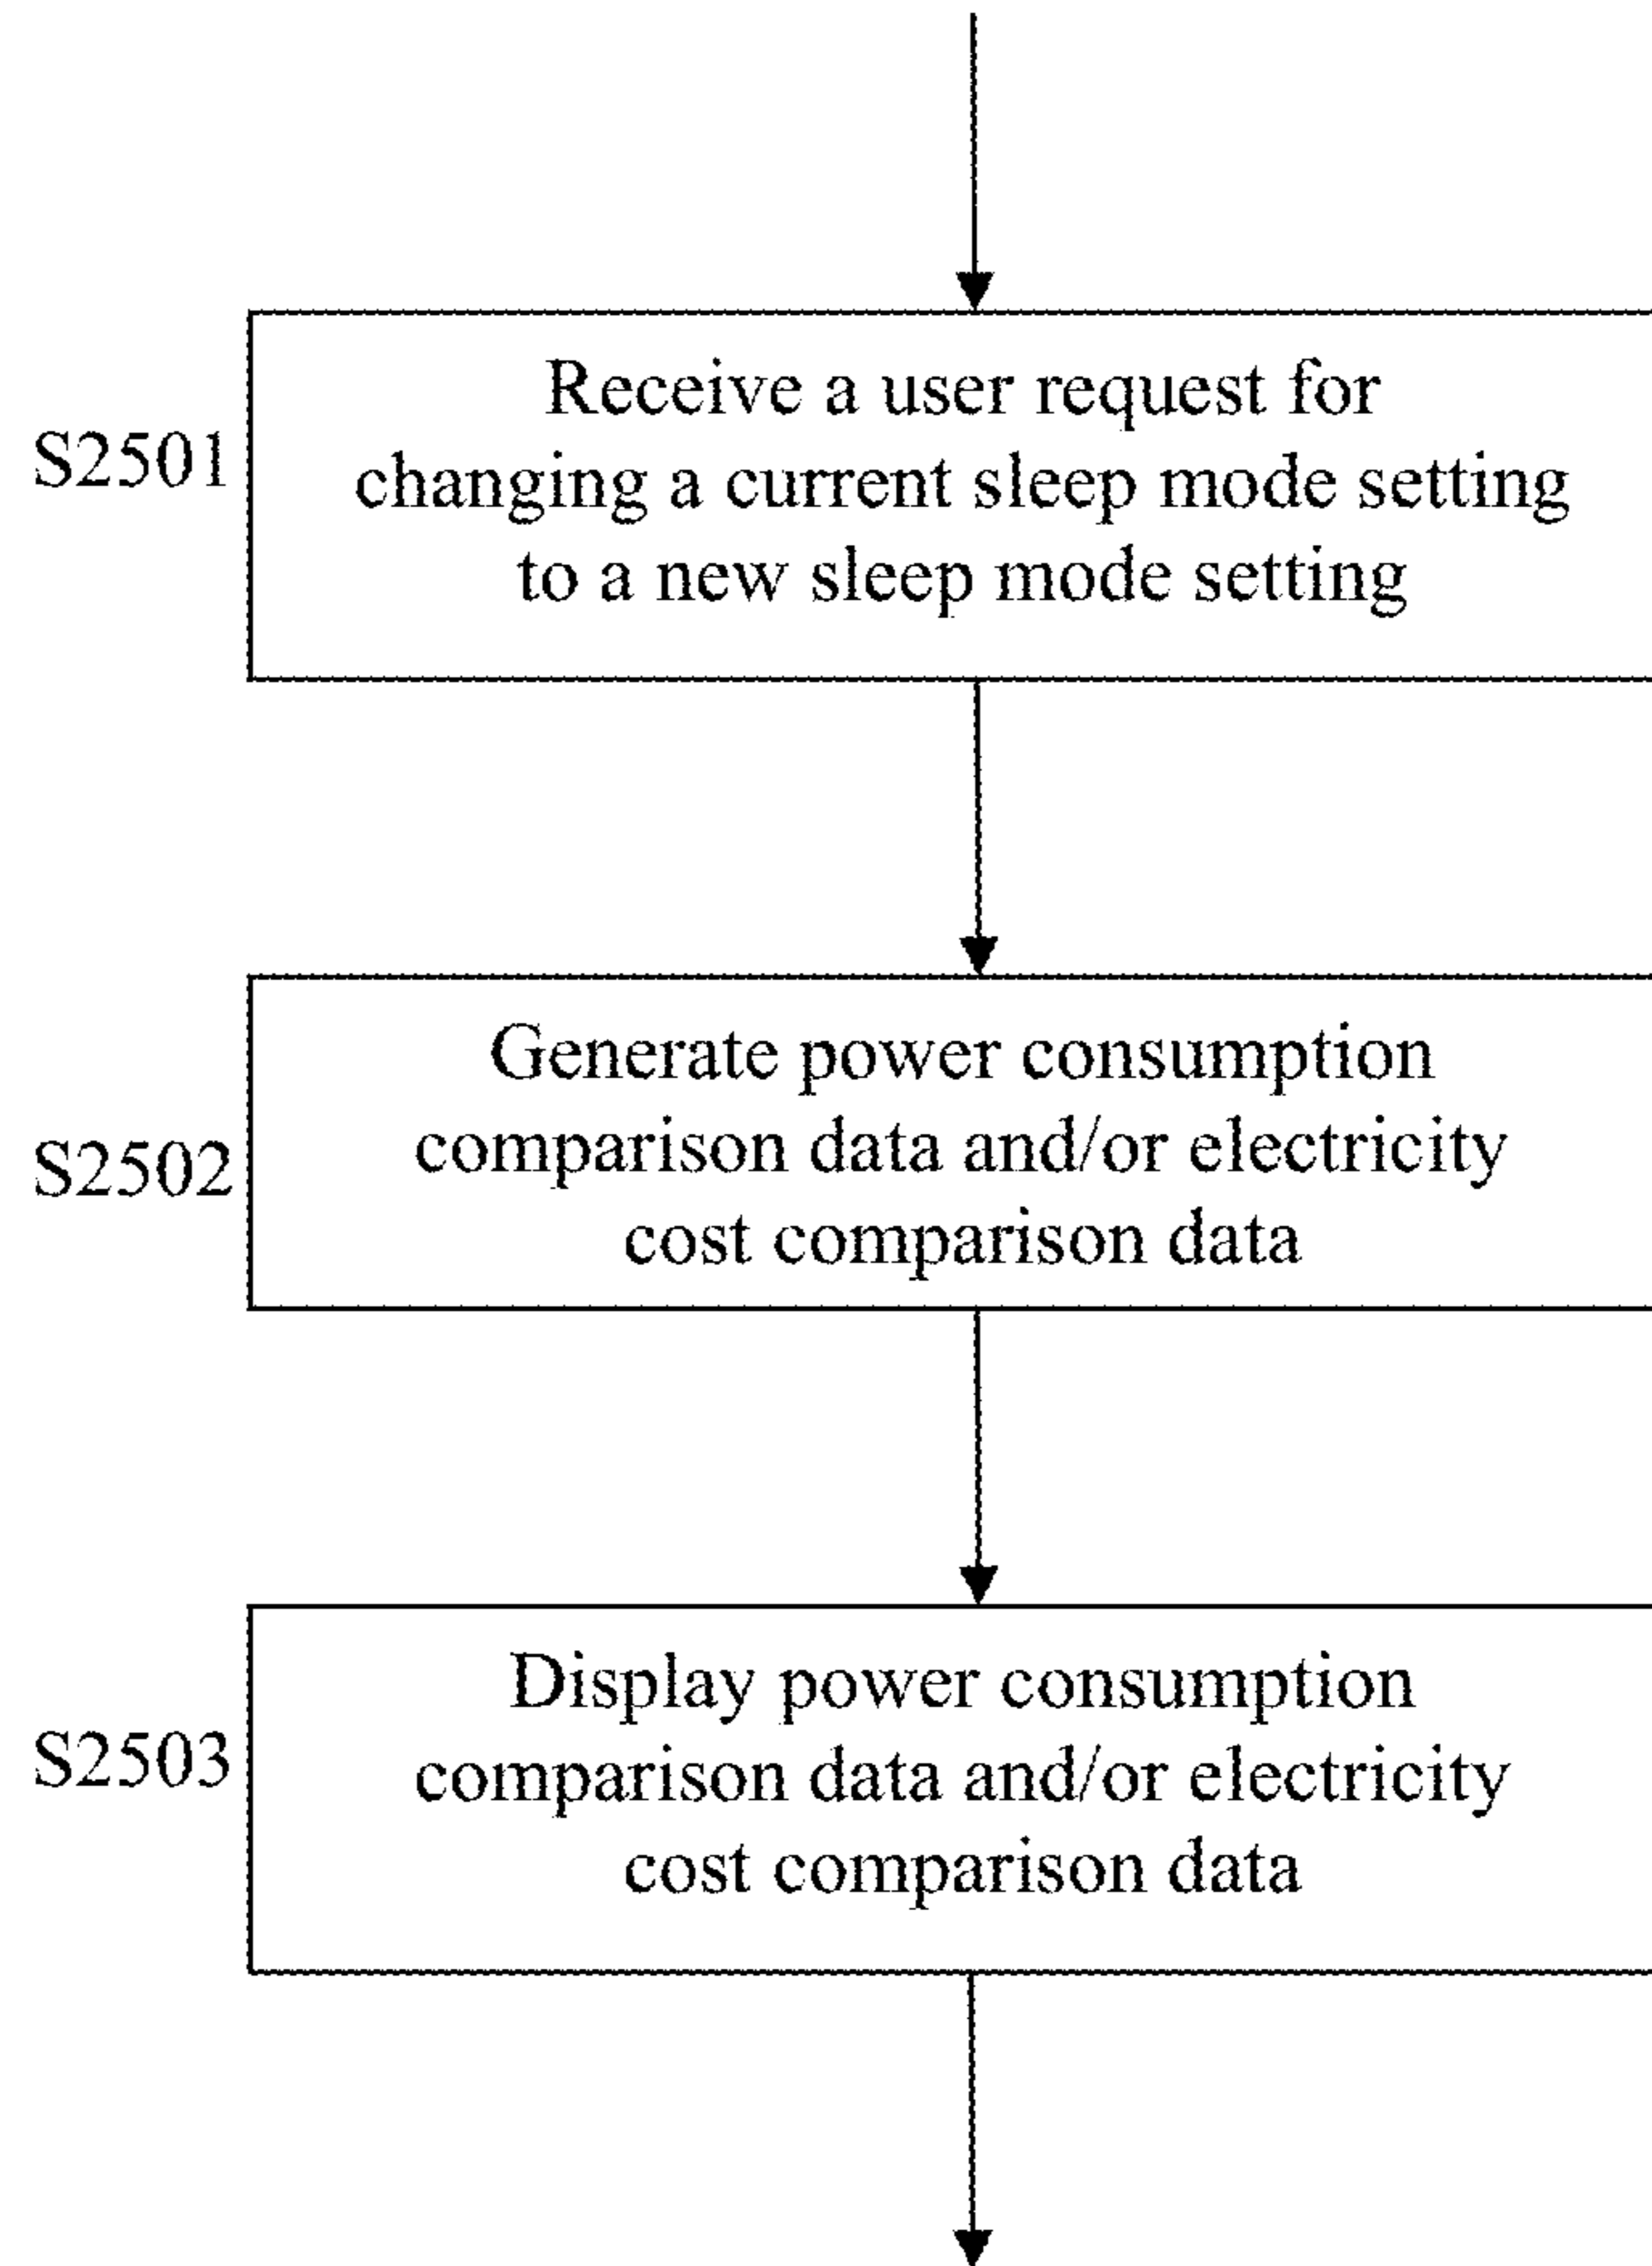 Receive a user request for
S2501
changing a current sleep mode setting
to a new sleep mode setting
Generate power consumption
comparison data and/or electricity
S2502
cost comparison data
Display power consumption
S2503
comparison data and/or electricity
cost comparison data